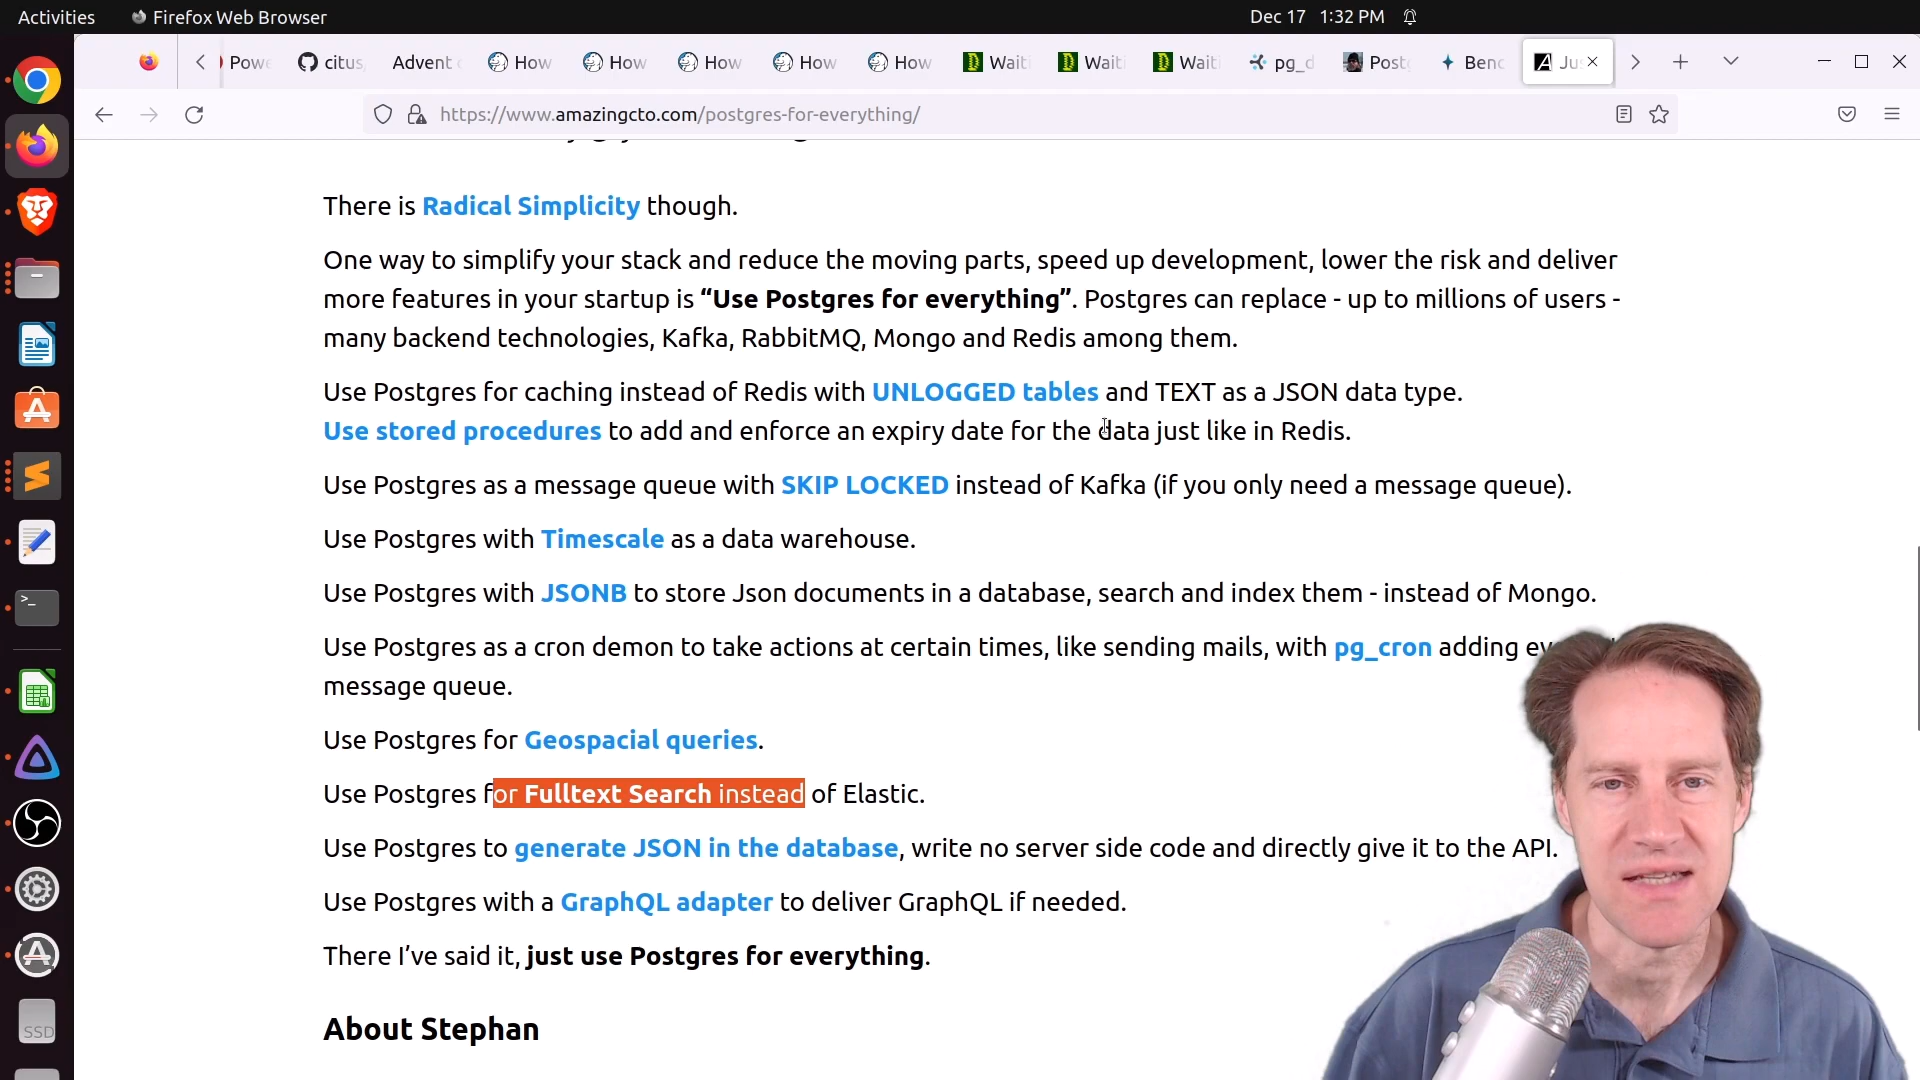 Activities Firefox Web Browser Dec 17 1:32 PM
citus Advent How How How How How Wait Wait Wait pg_d Post Benc Ju
https://www.amazingcto.com/postgres-for-everything/
There is Radical Simplicity though.
One way to simplify your stack and reduce the moving parts, speed up development, lower the risk and deliver
more features in your startup is “Use Postgres for everything”. Postgres can replace - up to millions of users -
many backend technologies, Kafka, RabbitMQ, Mongo and Redis among them.
Use Postgres for caching instead of Redis with UNLOGGED tables and TEXT as a JSON data type.
Use stored procedures to add and enforce an expiry date for the data just like in Redis.
Use Postgres as a message queue with SKIP LOCKED instead of Kafka (if you only need a message queue).
Use Postgres with Timescale as a data warehouse.
Use Postgres with JSONB to store Json documents in a database, search and index them - instead of Mongo.
Use Postgres as a cron demon to take actions at certain times, like sending mails, with pg_cron adding
message queue.
Use Postgres for Geospacial queries.
Use Postgres for Fulltext Search instead of Elastic.
Use Postgres to generate JSON in the database, write no server side code and directly give it to the API.
Use Postgres with a GraphQL adapter to deliver GraphQL if needed.
There I’ve said it, just use Postgres for everything.
About Stephan
SSD